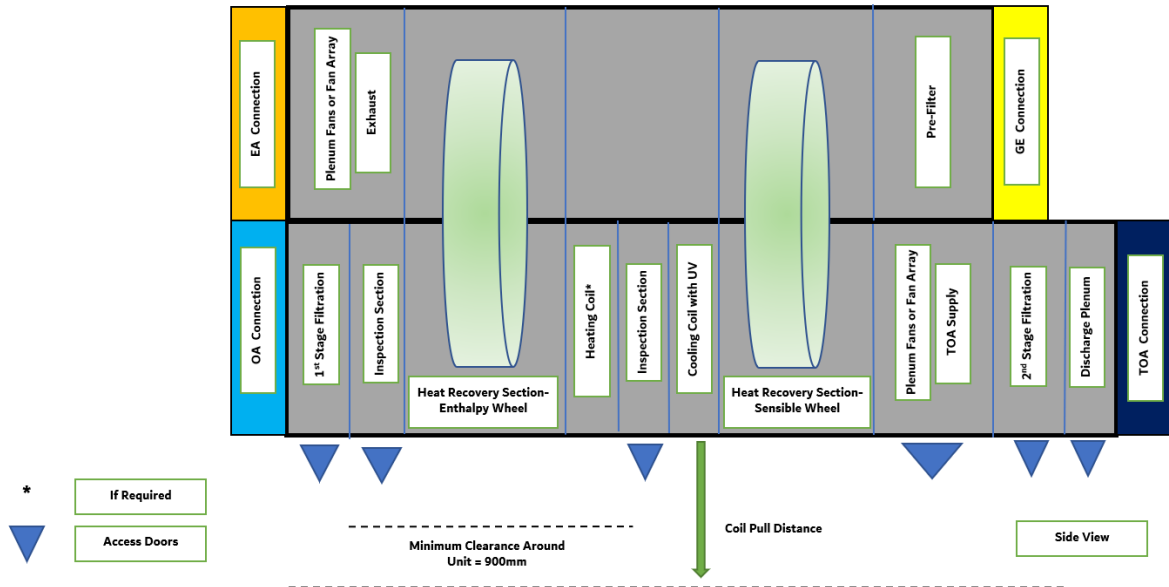 EA Connection
Plenum Fans or Fan Array
Exhaust
Pre-Filter
GE Connection
OA Connection
1st Stage Filtration
Inspection Section
Heat Recovery Section-
Enthalpy Wheel
Heating Coil*
Inspection Section
Cooling Coil with UV
Heat Recovery Section-
Sensible Wheel
Plenum Fans or Fan Array
TOA Supply
2nd Stage Filtration
Discharge Plenum
TOA Connection
*
If Required
Access Doors
Minimum Clearance Around
Unit = 900mm
Coil Pull Distance
Side View